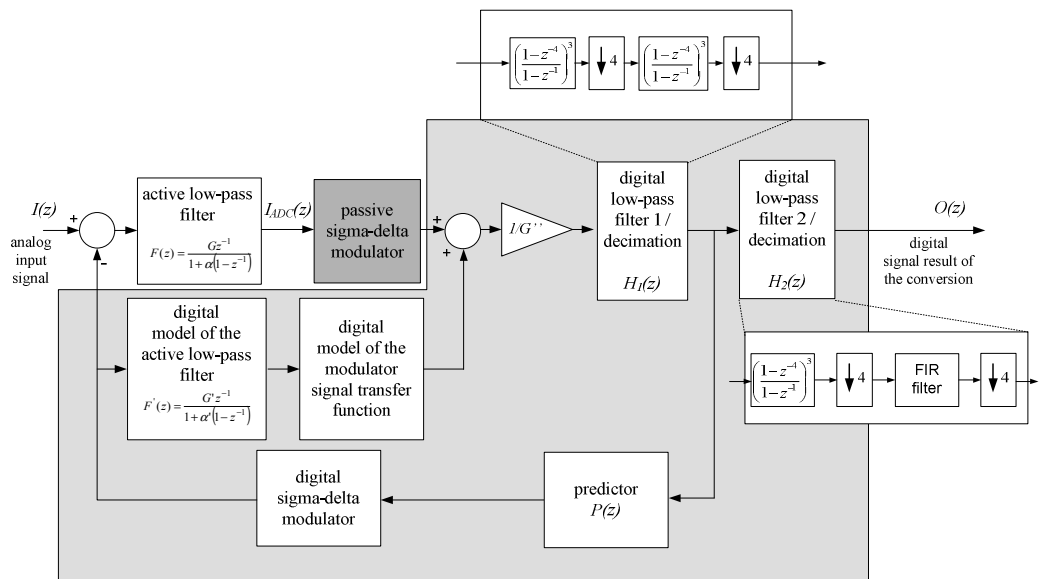 (1−z⁻⁴ / 1−z⁻¹)³ ↓4 (1−z⁻⁴ / 1−z⁻¹)³ ↓4
I(z)
+
-
analog
input
signal
active low-pass
filter
F(z) = Gz⁻¹ / 1+α(1−z⁻¹)
I_ADC(z)
passive
sigma-delta
modulator
+
+
1/G’’
digital
low-pass
filter 1 /
decimation
H₁(z)
digital
low-pass
filter 2 /
decimation
H₂(z)
O(z)
digital
signal result of
the conversion
digital
model of the
active low-pass
filter
F'(z) = G'z⁻¹ / 1+α'(1−z⁻¹)
digital
model of the
modulator
signal transfer
function
(1−z⁻⁴ / 1−z⁻¹)³ ↓4 FIR filter ↓4
digital
sigma-delta
modulator
predictor
P(z)